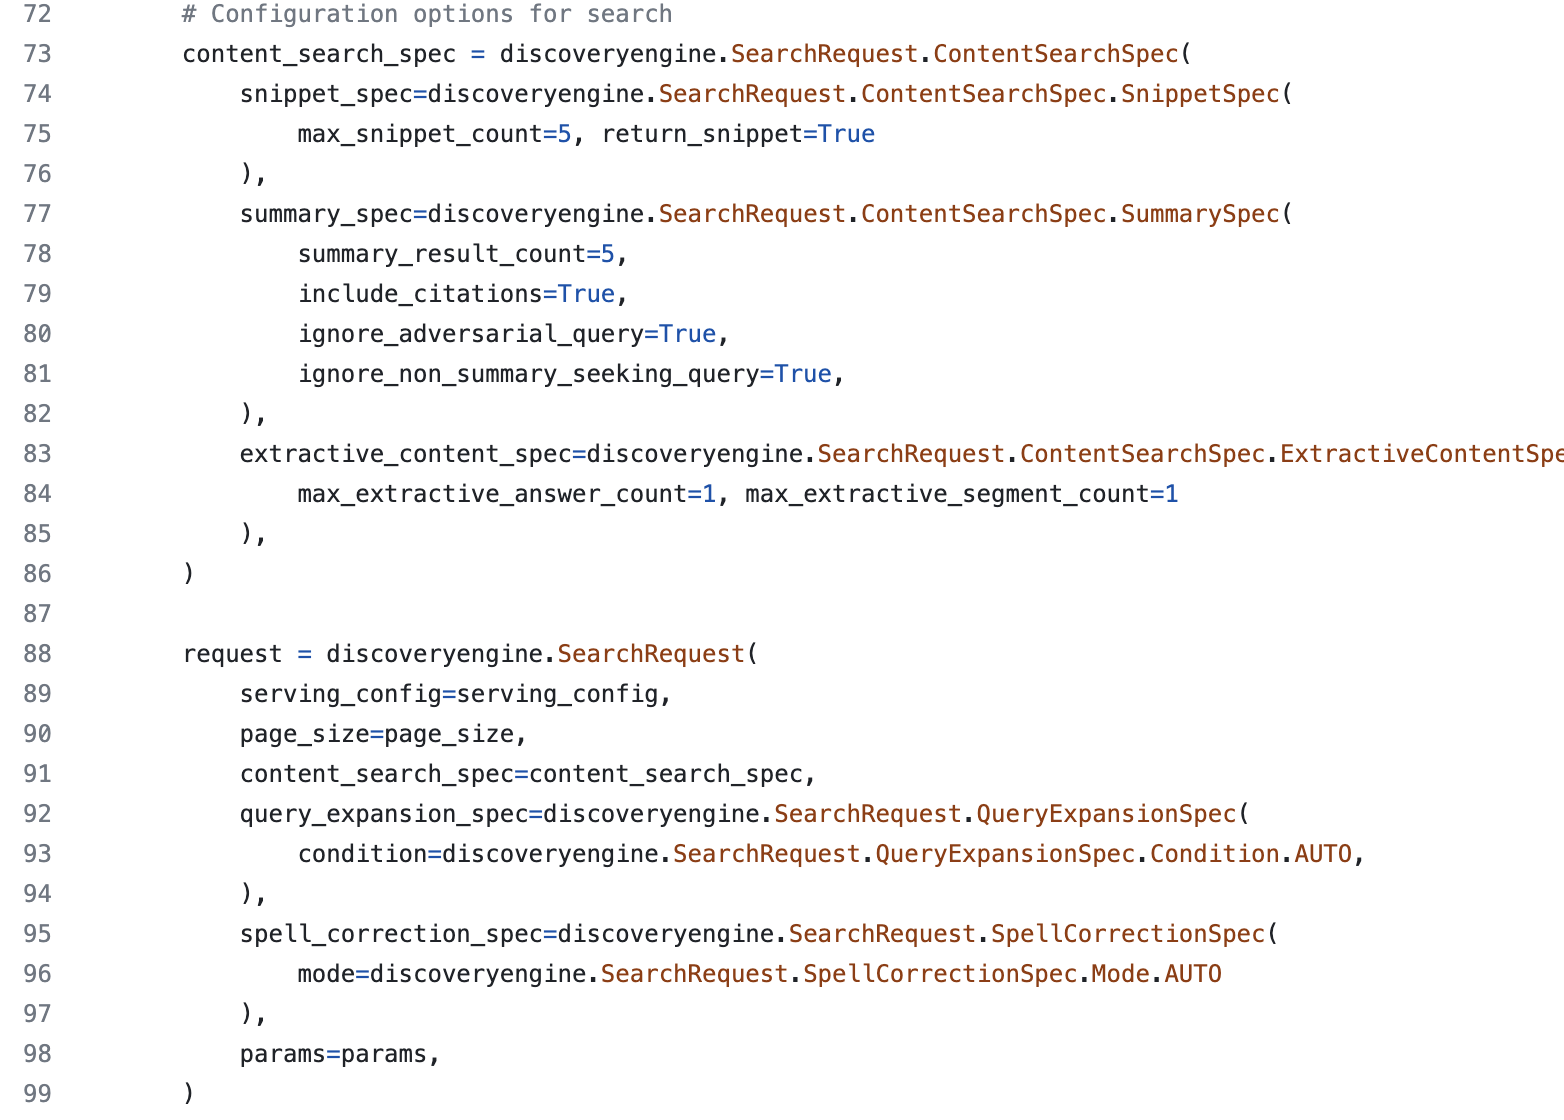 72 # Configuration options for search
73 content_search_spec = discoveryengine.SearchRequest.ContentSearchSpec(
74 snippet_spec=discoveryengine.SearchRequest.ContentSearchSpec.SnippetSpec(
75 max_snippet_count=5, return_snippet=True
76 ),
77 summary_spec=discoveryengine.SearchRequest.ContentSearchSpec.SummarySpec(
78 summary_result_count=5,
79 include_citations=True,
80 ignore_adversarial_query=True,
81 ignore_non_summary_seeking_query=True,
82 ),
83 extractive_content_spec=discoveryengine.SearchRequest.ContentSearchSpec.ExtractiveContentSpe
84 max_extractive_answer_count=1, max_extractive_segment_count=1
85 ),
86 )
87
88 request = discoveryengine.SearchRequest(
89 serving_config=serving_config,
90 page_size=page_size,
91 content_search_spec=content_search_spec,
92 query_expansion_spec=discoveryengine.SearchRequest.QueryExpansionSpec(
93 condition=discoveryengine.SearchRequest.QueryExpansionSpec.Condition.AUTO,
94 ),
95 spell_correction_spec=discoveryengine.SearchRequest.SpellCorrectionSpec(
96 mode=discoveryengine.SearchRequest.SpellCorrectionSpec.Mode.AUTO
97 ),
98 params=params,
99 )